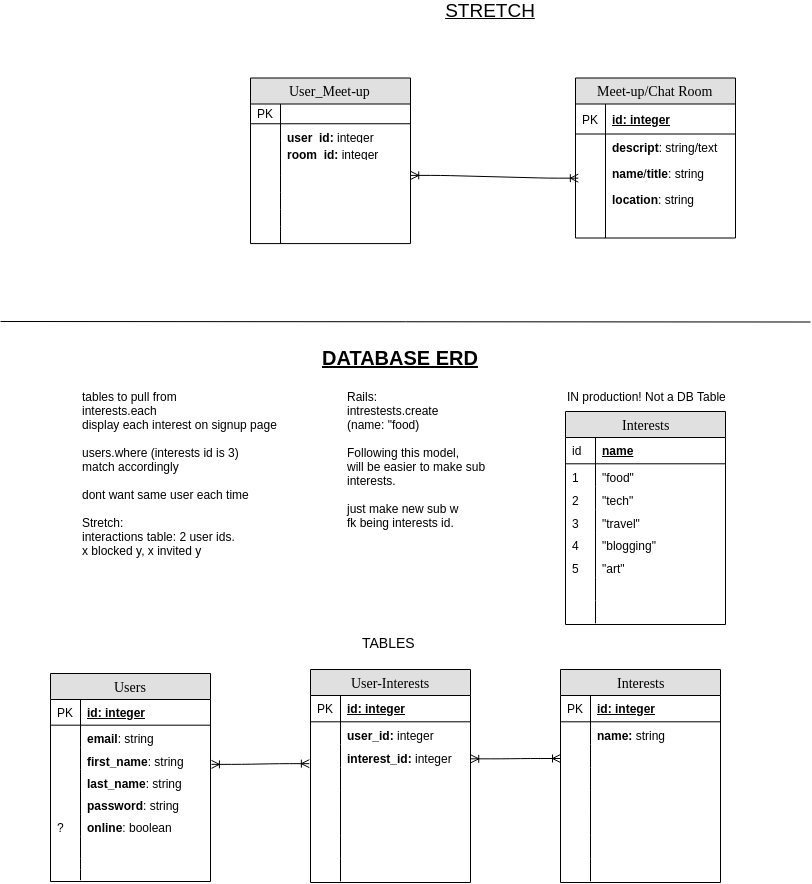 STRETCH
User_Meet-up
PK
user_id: integer
room_id: integer
Meet-up/Chat Room
PK id: integer
descript: string/text
name/title: string
location: string
DATABASE ERD
tables to pull from
interests.each
display each interest on signup page
users.where (interests id is 3)
match accordingly
dont want same user each time
Stretch:
interactions table: 2 user ids.
x blocked y, x invited y
Rails:
intrestests.create
(name: "food)
Following this model,
will be easier to make sub
interests.
just make new sub w
fk being interests id.
IN production! Not a DB Table
Interests
id name
1 "food"
2 "tech"
3 "travel"
4 "blogging"
5 "art"
TABLES
Users
PK id: integer
email: string
first_name: string
last_name: string
password: string
? online: boolean
User-Interests
PK id: integer
user_id: integer
interest_id: integer
Interests
PK id: integer
name: string